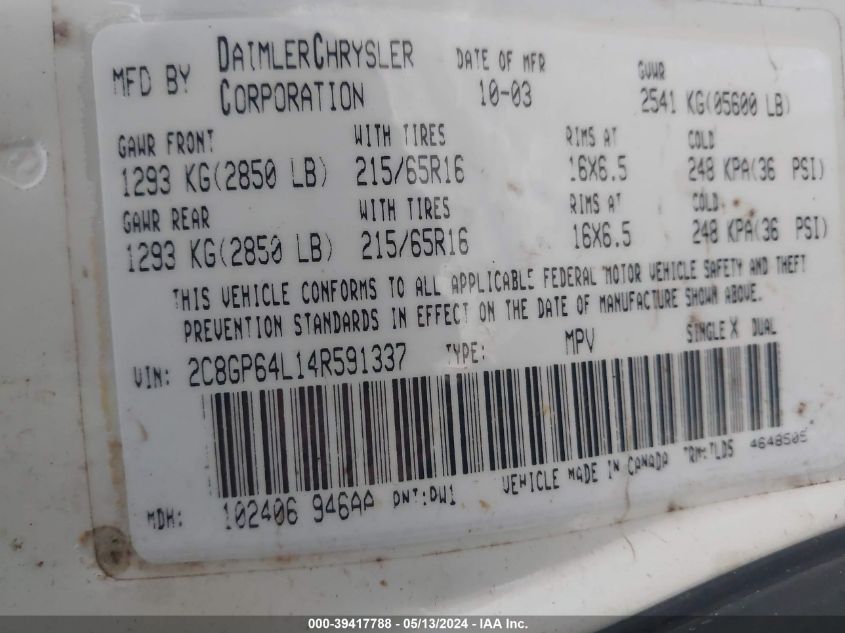 MFD BY DAIMLERCHRYSLER CORPORATION DATE OF MFR 10-03 GVWR 2541 KG(05600 LB)
GAWR FRONT WITH TIRES RIMS AT COLD
1293 KG(2850 LB) 215/65R16 16X6.5 248 KPA(36 PSI)
GAWR REAR WITH TIRES RIMS AT COLD
1293 KG(2850 LB) 215/65R16 16X6.5 248 KPA(36 PSI)
THIS VEHICLE CONFORMS TO ALL APPLICABLE FEDERAL MOTOR VEHICLE SAFETY AND THEFT
PREVENTION STANDARDS IN EFFECT ON THE DATE OF MANUFACTURE SHOWN ABOVE.
VIN: 2C8GP64L14R591337 TYPE: MPV SINGLE X DUAL
MDH: 102406 946AA PNT:PW1 VEHICLE MADE IN CANADA TRM:TLD5 4648505
000-39417788 - 05/13/2024 - IAA Inc.